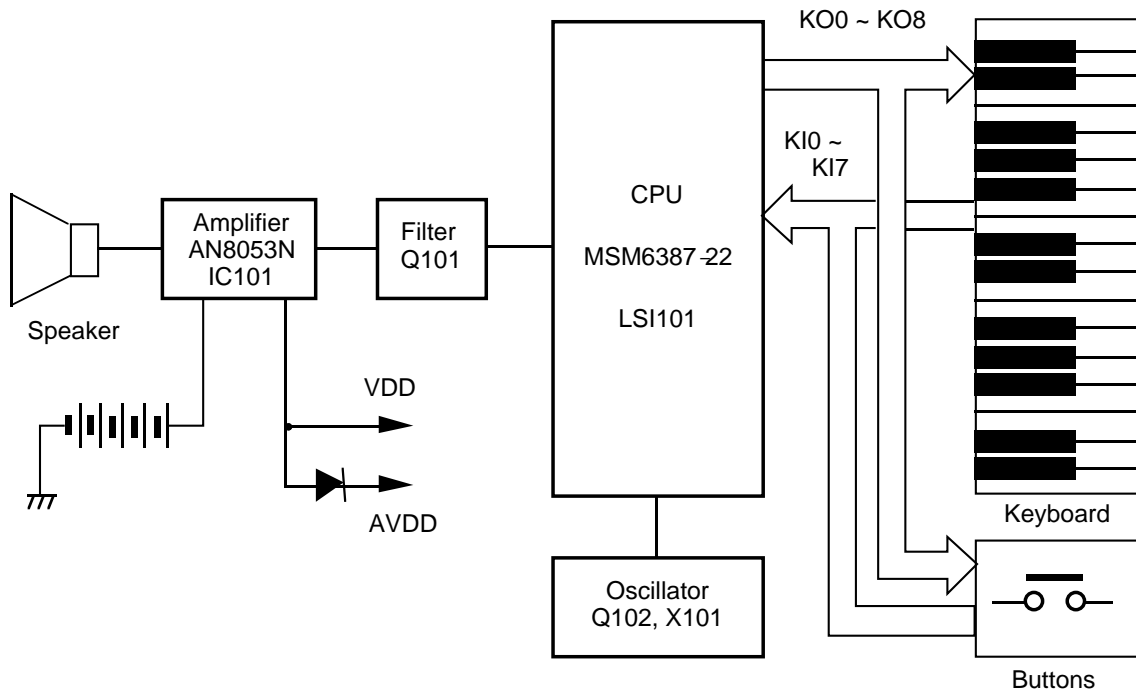 KO0 ~ KO8
KI0 ~
KI7
CPU
MSM6387-22
LSI101
Amplifier
AN8053N
IC101
Filter
Q101
Speaker
VDD
AVDD
Keyboard
Oscillator
Q102, X101
Buttons